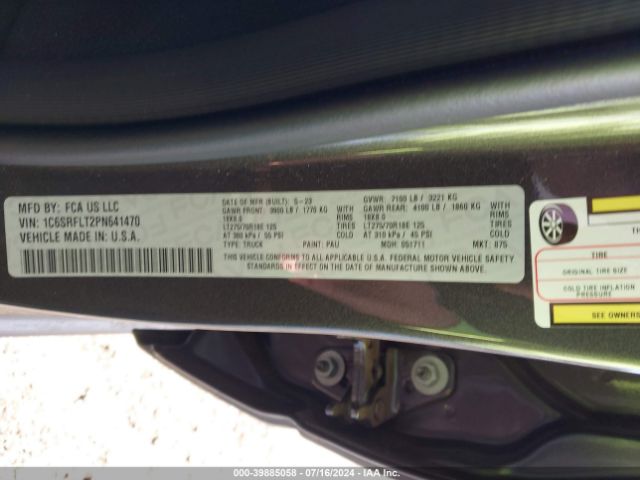 MFD BY: FCA US LLC
VIN: 1C6SRFLT2PN641470
VEHICLE MADE IN: U.S.A.
DATE OF MFR (BUILT): 5-23
GVWR: 7100 LB / 3221 KG
GAWR FRONT: 3900 LB / 1770 KG WITH
GAWR REAR: 4100 LB / 1860 KG WITH
18X8.0 RIMS
18X8.0 RIMS
LT275/70R18E 125 TIRES
LT275/70R18E 125 TIRES
AT 380 kPa / 55 PSI COLD
AT 310 kPa / 45 PSI COLD
TYPE: TRUCK PAINT: PAU MDH: 051711 MKT: 875
THIS VEHICLE CONFORMS TO ALL APPLICABLE U.S.A. FEDERAL MOTOR VEHICLE SAFETY
STANDARDS IN EFFECT ON THE DATE OF MANUFACTURE SHOWN ABOVE.
TIRE
ORIGINAL TIRE SIZE
COLD TIRE INFLATION
PRESSURE
SEE OWNERS
000-39885058 - 07/16/2024 - IAA Inc.